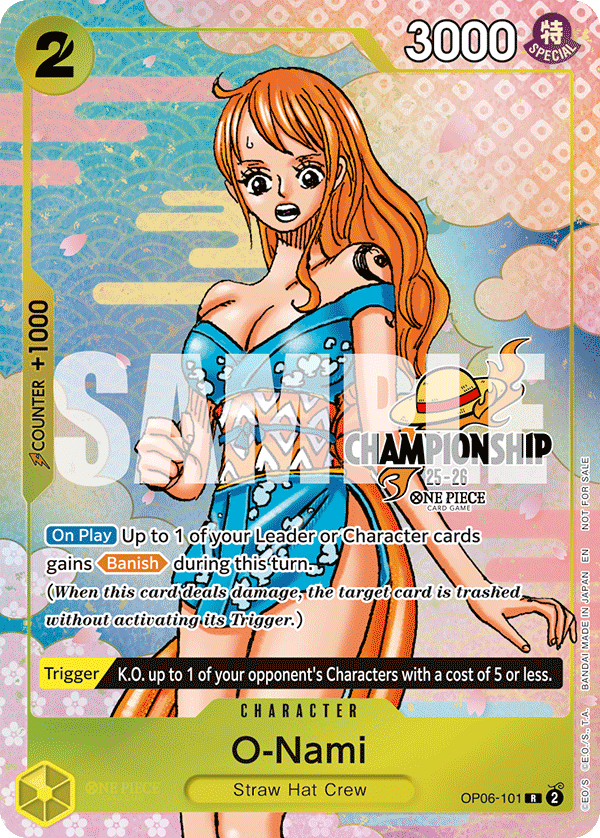 2
3000
特
SPECIAL
COUNTER +1000
SAMPLE
CHAMPIONSHIP
25-26
ONE PIECE
CARD GAME
On Play Up to 1 of your Leader or Character cards
gains Banish during this turn.
(When this card deals damage, the target card is trashed
without activating its Trigger.)
Trigger K.O. up to 1 of your opponent's Characters with a cost of 5 or less.
CHARACTER
O-Nami
Straw Hat Crew
ONE PIECE
OP06-101 R 2
©E.O/S ©E.O./S.,T.A. BANDAI MADE IN JAPAN EN NOT FOR SALE